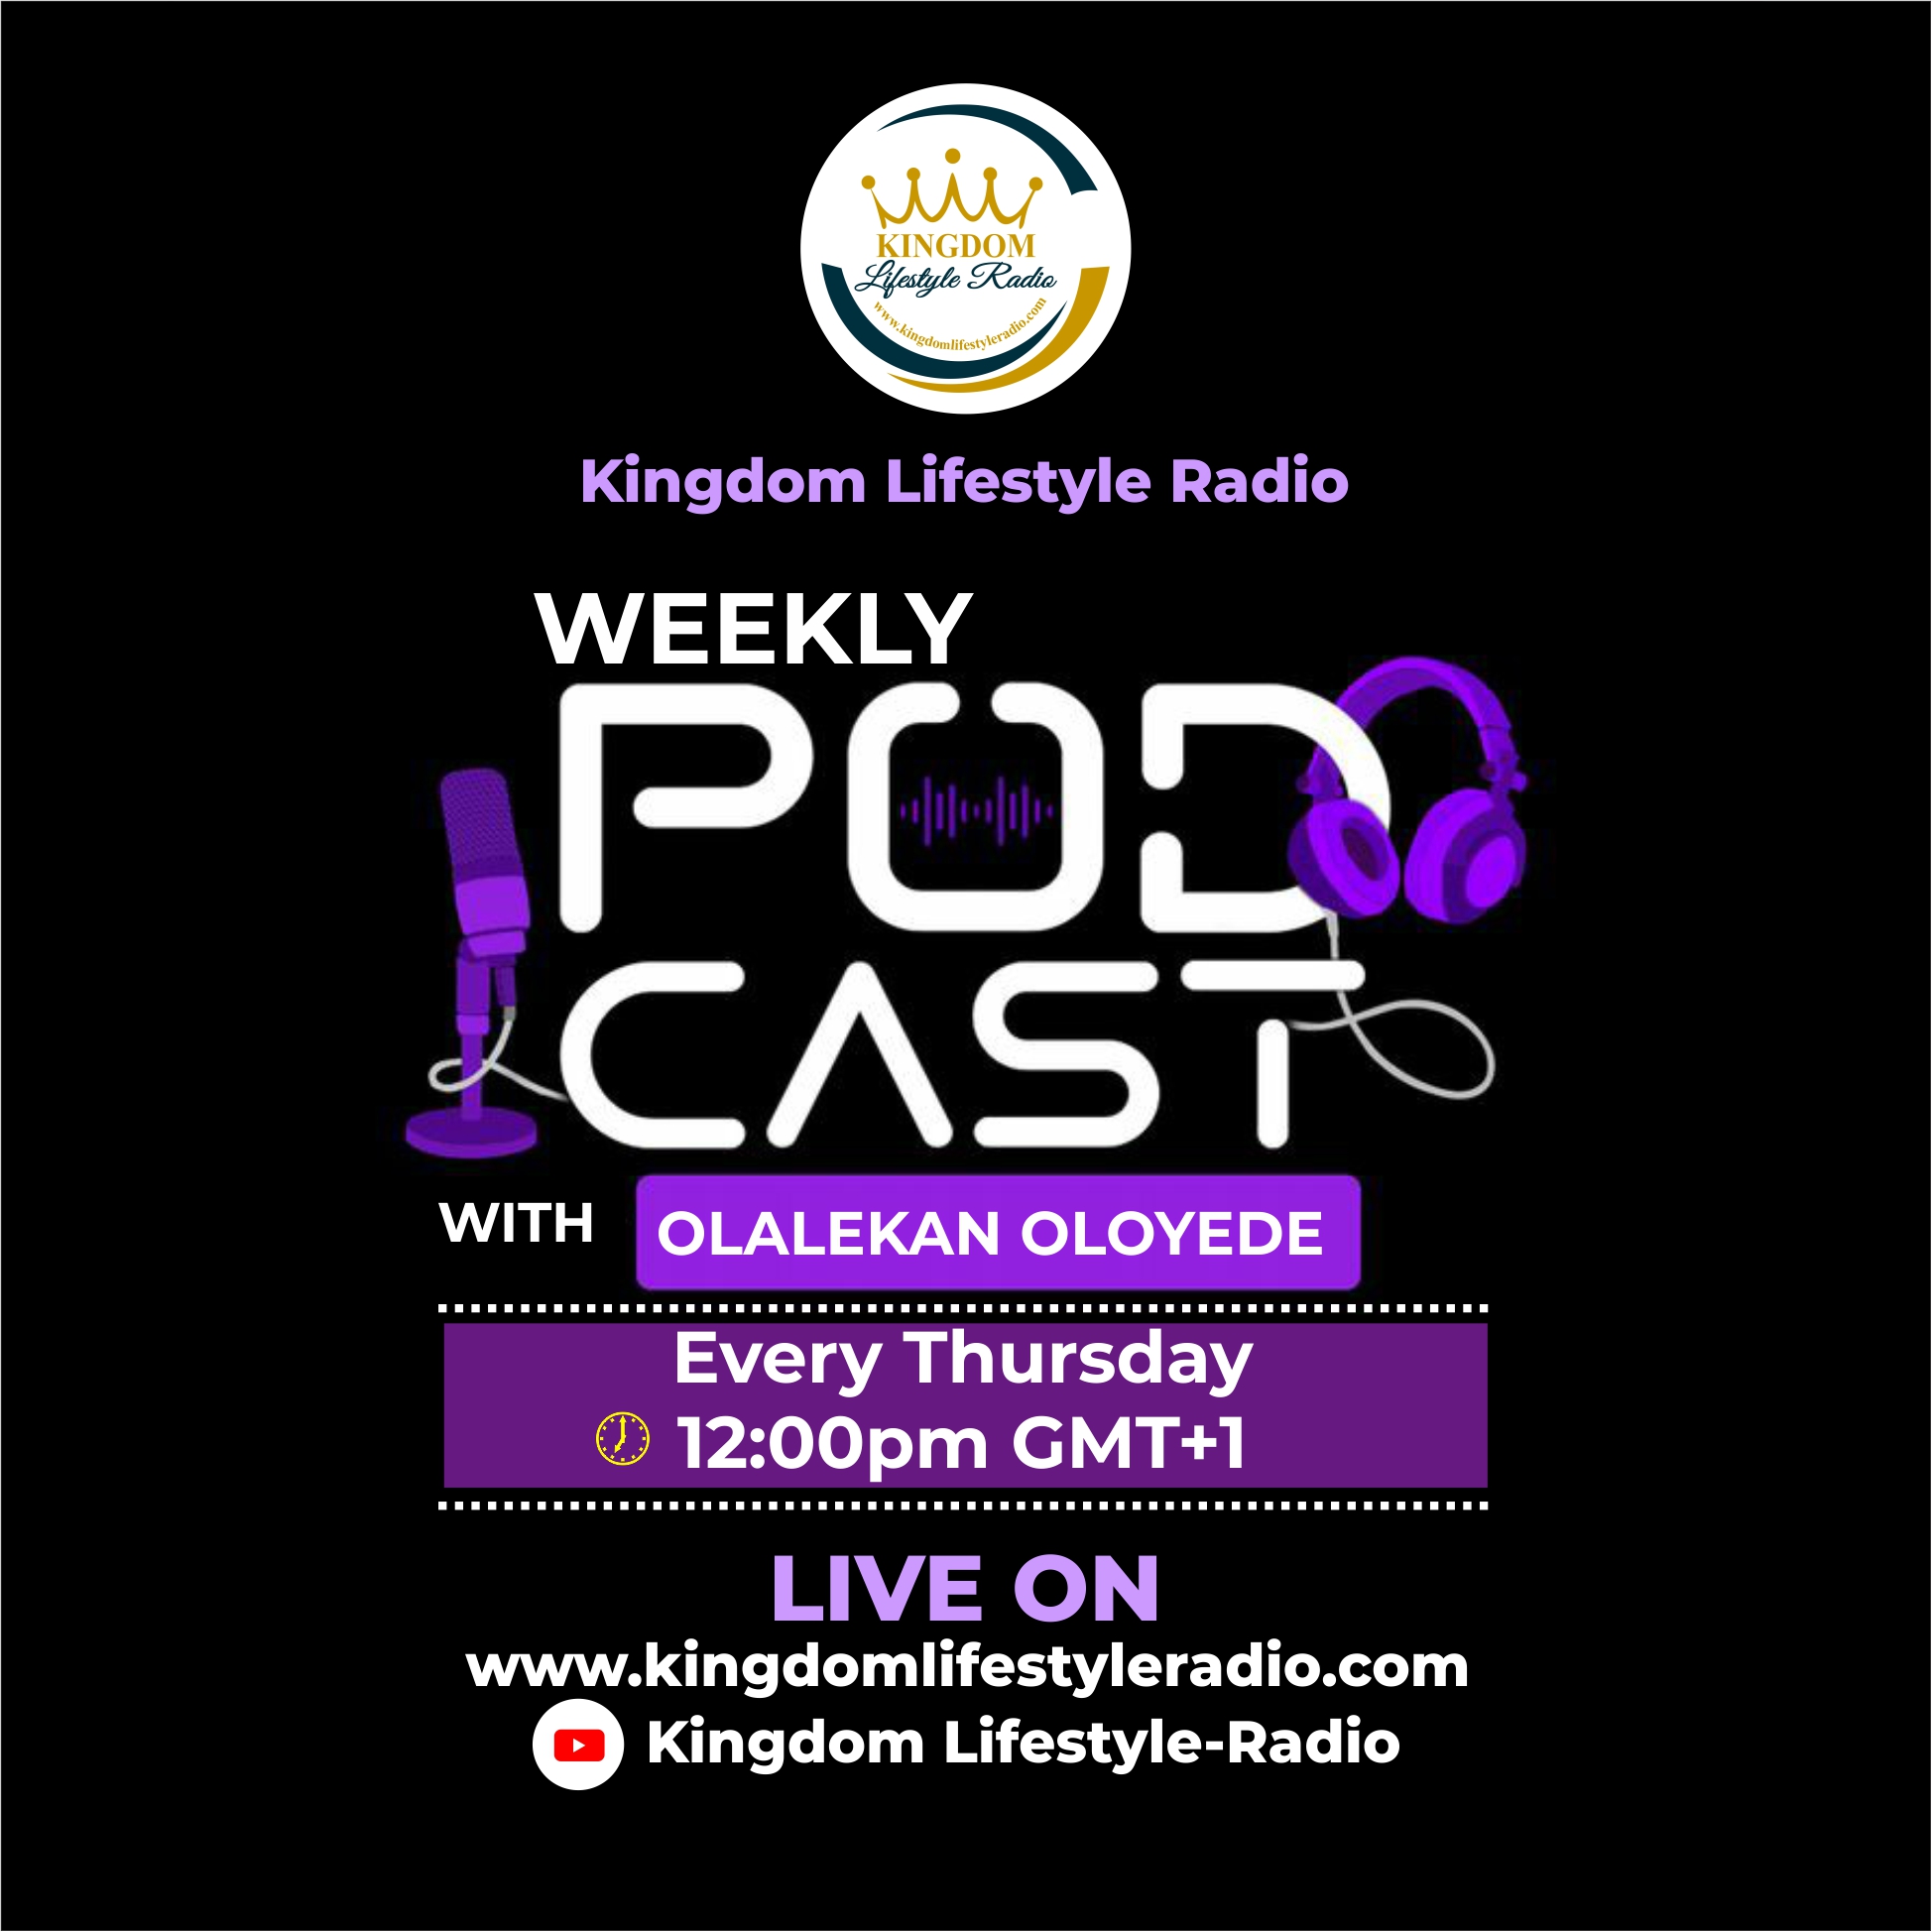 KINGDOM
Lifestyle Radio
www.kingdomlifestyleradio.com
Kingdom Lifestyle Radio
WEEKLY
POD
CAST
WITH
OLALEKAN OLOYEDE
Every Thursday
12:00pm GMT+1
LIVE ON
www.kingdomlifestyleradio.com
Kingdom Lifestyle-Radio